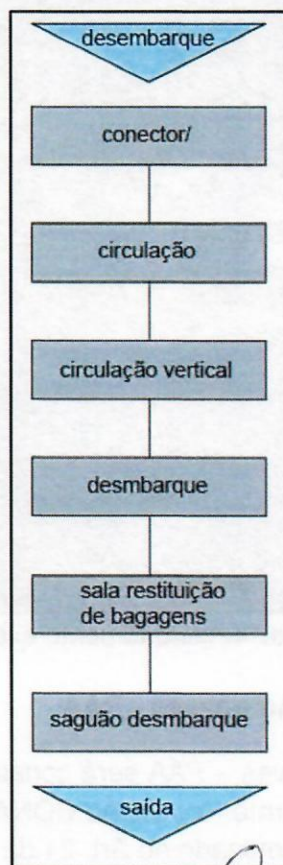 desembarque
conector/
circulação
circulação vertical
desmbarque
sala restituição
de bagagens
saguão desmbarque
saída